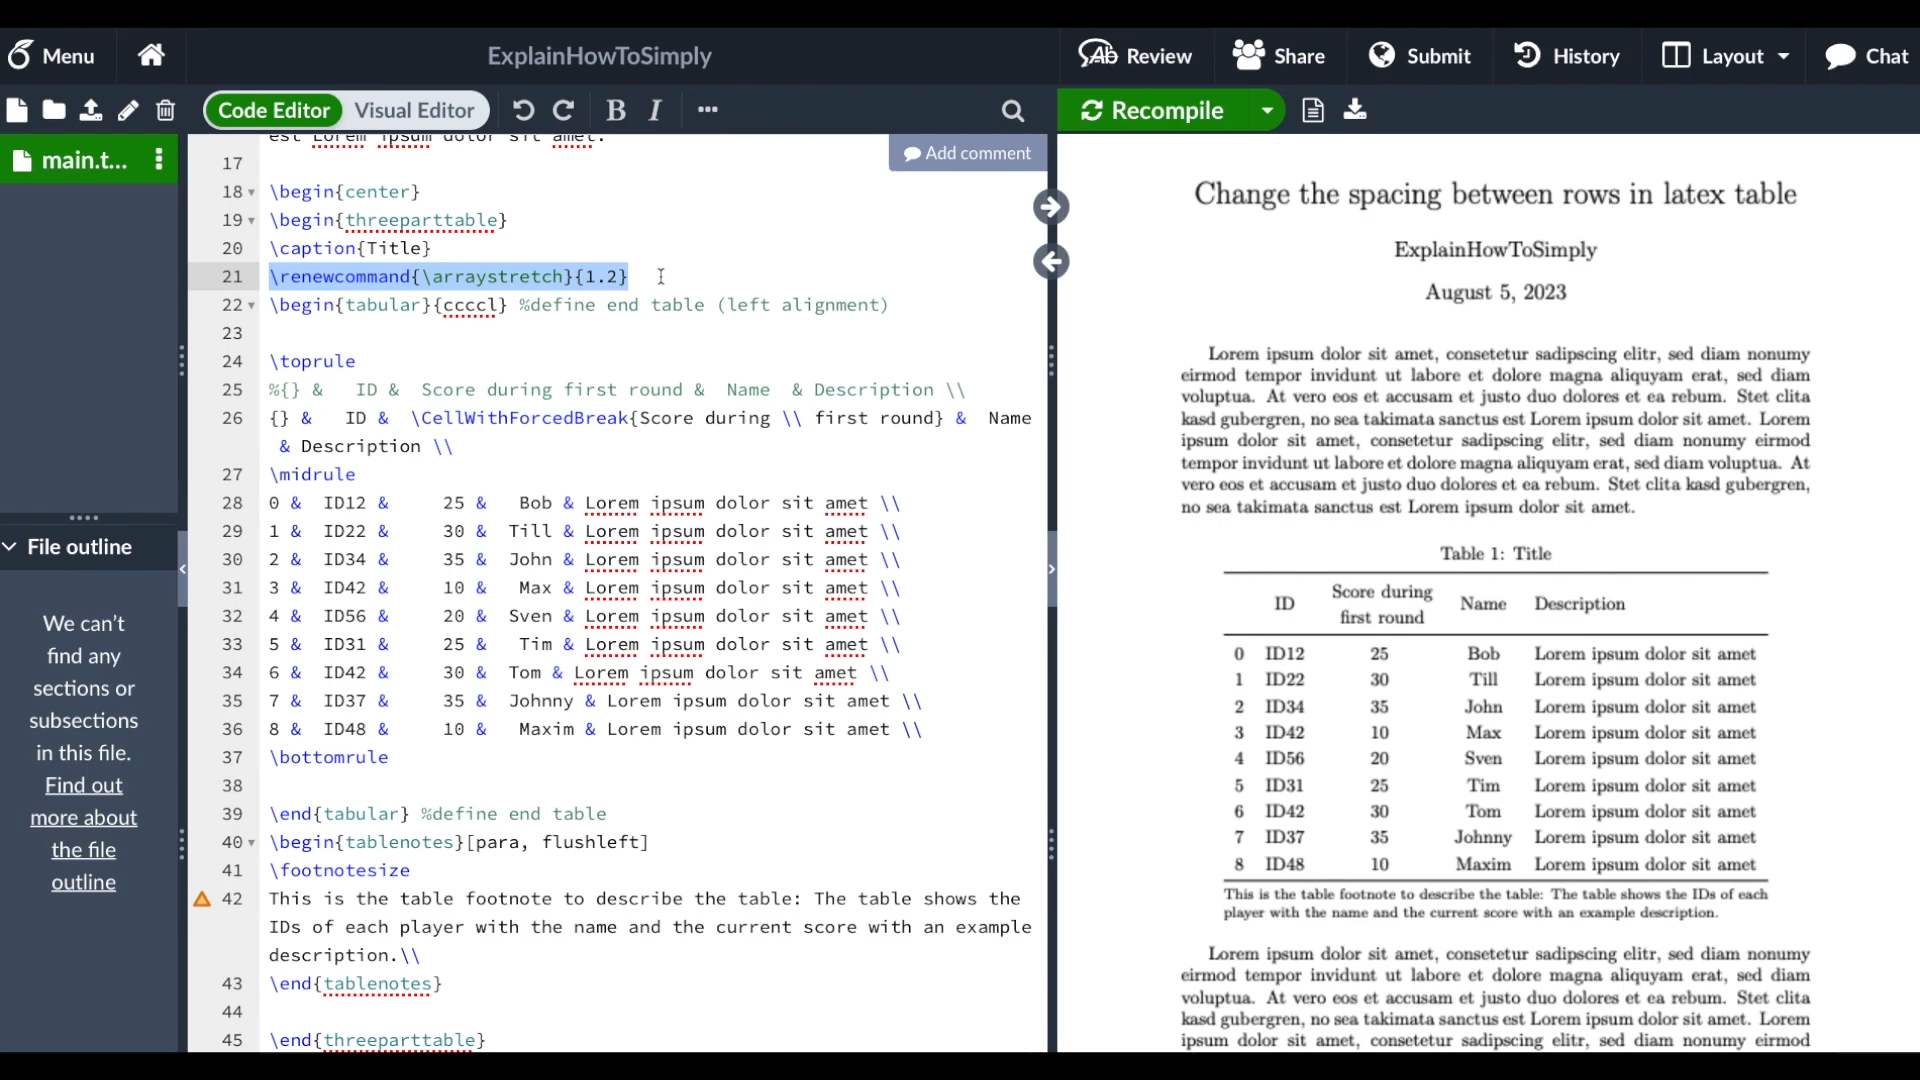 Menu
ExplainHowToSimply
Review
Share
Submit
History
Layout
Chat
Code Editor
Visual Editor
B I
Recompile
main.t...
Add comment
est Lorem ipsum dolor sit amet.
17
18 \begin{center}
19 \begin{threeparttable}
20 \caption{Title}
21 \renewcommand{\arraystretch}{1.2}
22 \begin{tabular}{ccccl} %define end table (left alignment)
23
24 \toprule
25 %{} & ID & Score during first round & Name & Description \\
26 {} & ID & \CellWithForcedBreak{Score during \\ first round} & Name
& Description \\
27 \midrule
28 0 & ID12 & 25 & Bob & Lorem ipsum dolor sit amet \\
29 1 & ID22 & 30 & Till & Lorem ipsum dolor sit amet \\
30 2 & ID34 & 35 & John & Lorem ipsum dolor sit amet \\
31 3 & ID42 & 10 & Max & Lorem ipsum dolor sit amet \\
32 4 & ID56 & 20 & Sven & Lorem ipsum dolor sit amet \\
33 5 & ID31 & 25 & Tim & Lorem ipsum dolor sit amet \\
34 6 & ID42 & 30 & Tom & Lorem ipsum dolor sit amet \\
35 7 & ID37 & 35 & Johnny & Lorem ipsum dolor sit amet \\
36 8 & ID48 & 10 & Maxim & Lorem ipsum dolor sit amet \\
37 \bottomrule
38
39 \end{tabular} %define end table
40 \begin{tablenotes}[para, flushleft]
41 \footnotesize
42 This is the table footnote to describe the table: The table shows the
IDs of each player with the name and the current score with an example
description.\\
43 \end{tablenotes}
44
45 \end{threeparttable}
File outline
We can't
find any
sections or
subsections
in this file.
Find out
more about
the file
outline
Change the spacing between rows in latex table
ExplainHowToSimply
August 5, 2023
Lorem ipsum dolor sit amet, consetetur sadipscing elitr, sed diam nonumy
eirmod tempor invidunt ut labore et dolore magna aliquyam erat, sed diam
voluptua. At vero eos et accusam et justo duo dolores et ea rebum. Stet clita
kasd gubergren, no sea takimata sanctus est Lorem ipsum dolor sit amet. Lorem
ipsum dolor sit amet, consetetur sadipscing elitr, sed diam nonumy eirmod
tempor invidunt ut labore et dolore magna aliquyam erat, sed diam voluptua. At
vero eos et accusam et justo duo dolores et ea rebum. Stet clita kasd gubergren,
no sea takimata sanctus est Lorem ipsum dolor sit amet.
Table 1: Title
ID Score during first round Name Description
0 ID12 25 Bob Lorem ipsum dolor sit amet
1 ID22 30 Till Lorem ipsum dolor sit amet
2 ID34 35 John Lorem ipsum dolor sit amet
3 ID42 10 Max Lorem ipsum dolor sit amet
4 ID56 20 Sven Lorem ipsum dolor sit amet
5 ID31 25 Tim Lorem ipsum dolor sit amet
6 ID42 30 Tom Lorem ipsum dolor sit amet
7 ID37 35 Johnny Lorem ipsum dolor sit amet
8 ID48 10 Maxim Lorem ipsum dolor sit amet
This is the table footnote to describe the table: The table shows the IDs of each
player with the name and the current score with an example description.
Lorem ipsum dolor sit amet, consetetur sadipscing elitr, sed diam nonumy
eirmod tempor invidunt ut labore et dolore magna aliquyam erat, sed diam
voluptua. At vero eos et accusam et justo duo dolores et ea rebum. Stet clita
kasd gubergren, no sea takimata sanctus est Lorem ipsum dolor sit amet. Lorem
ipsum dolor sit amet, consetetur sadipscing elitr, sed diam nonumy eirmod